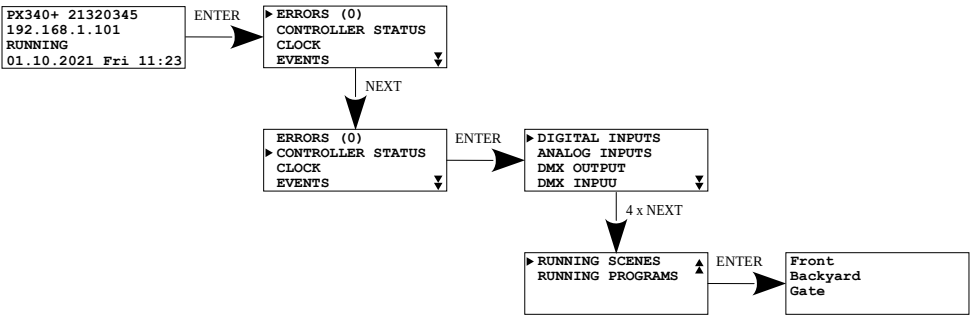 PX340+ 21320345
192.168.1.101
RUNNING
01.10.2021 Fri 11:23
ENTER
ERRORS (0)
CONTROLLER STATUS
CLOCK
EVENTS
NEXT
ERRORS (0)
CONTROLLER STATUS
CLOCK
EVENTS
ENTER
DIGITAL INPUTS
ANALOG INPUTS
DMX OUTPUT
DMX INPUU
4 x NEXT
RUNNING SCENES
RUNNING PROGRAMS
ENTER
Front
Backyard
Gate